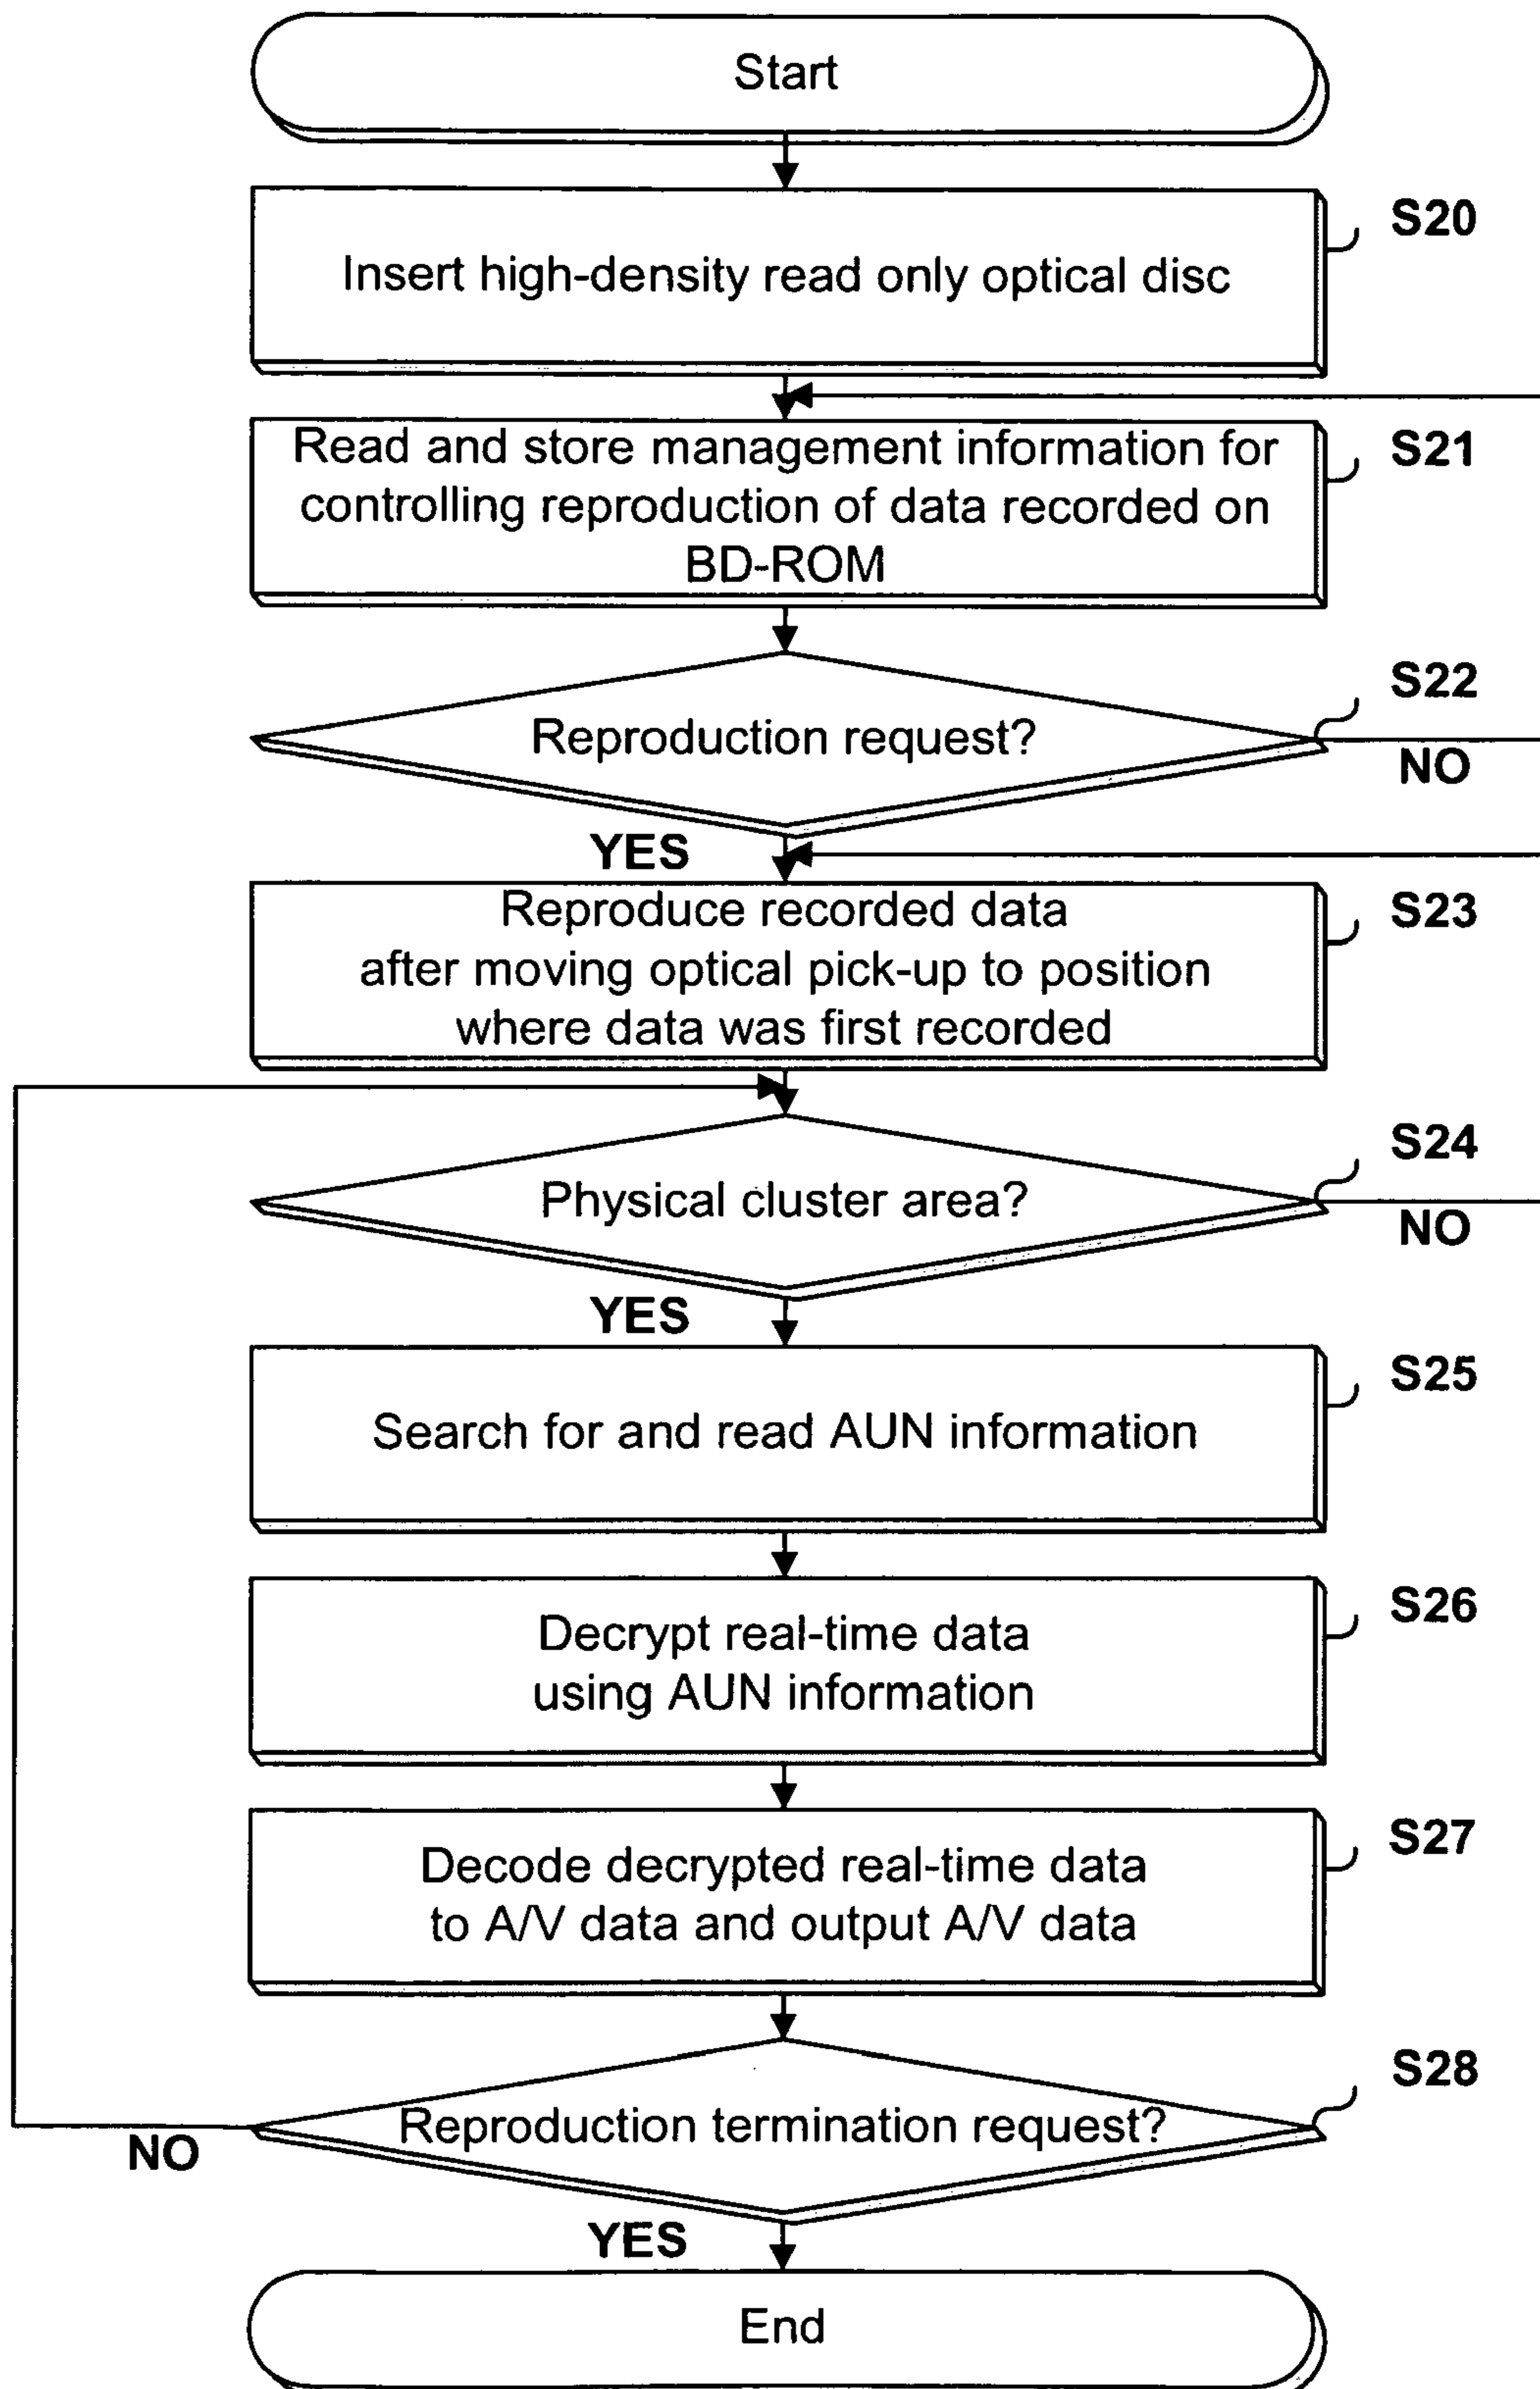 Start
S20
Insert high-density read only optical disc
S21
Read and store management information for
controlling reproduction of data recorded on
BD-ROM
S22
Reproduction request?
NO
YES
S23
Reproduce recorded data
after moving optical pick-up to position
where data was first recorded
S24
Physical cluster area?
NO
YES
S25
Search for and read AUN information
S26
Decrypt real-time data
using AUN information
S27
Decode decrypted real-time data
to A/V data and output A/V data
S28
Reproduction termination request?
NO
YES
End